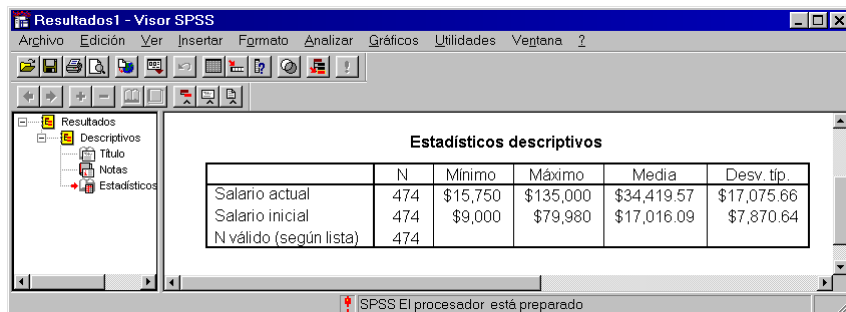 Resultados1 - Visor SPSS
Archivo Edición Ver Insertar Formato Analizar Gráficos Utilidades Ventana ?
Resultados
Descriptivos
Título
Notas
Estadísticos
Estadísticos descriptivos
N Mínimo Máximo Media Desv. típ.
Salario actual 474 $15,750 $135,000 $34,419.57 $17,075.66
Salario inicial 474 $9,000 $79,980 $17,016.09 $7,870.64
N válido (según lista) 474
SPSS El procesador está preparado